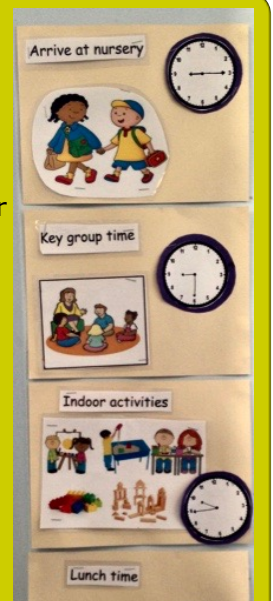 Arrive at nursery
r
Key group time
Indoor activities
Lunch time